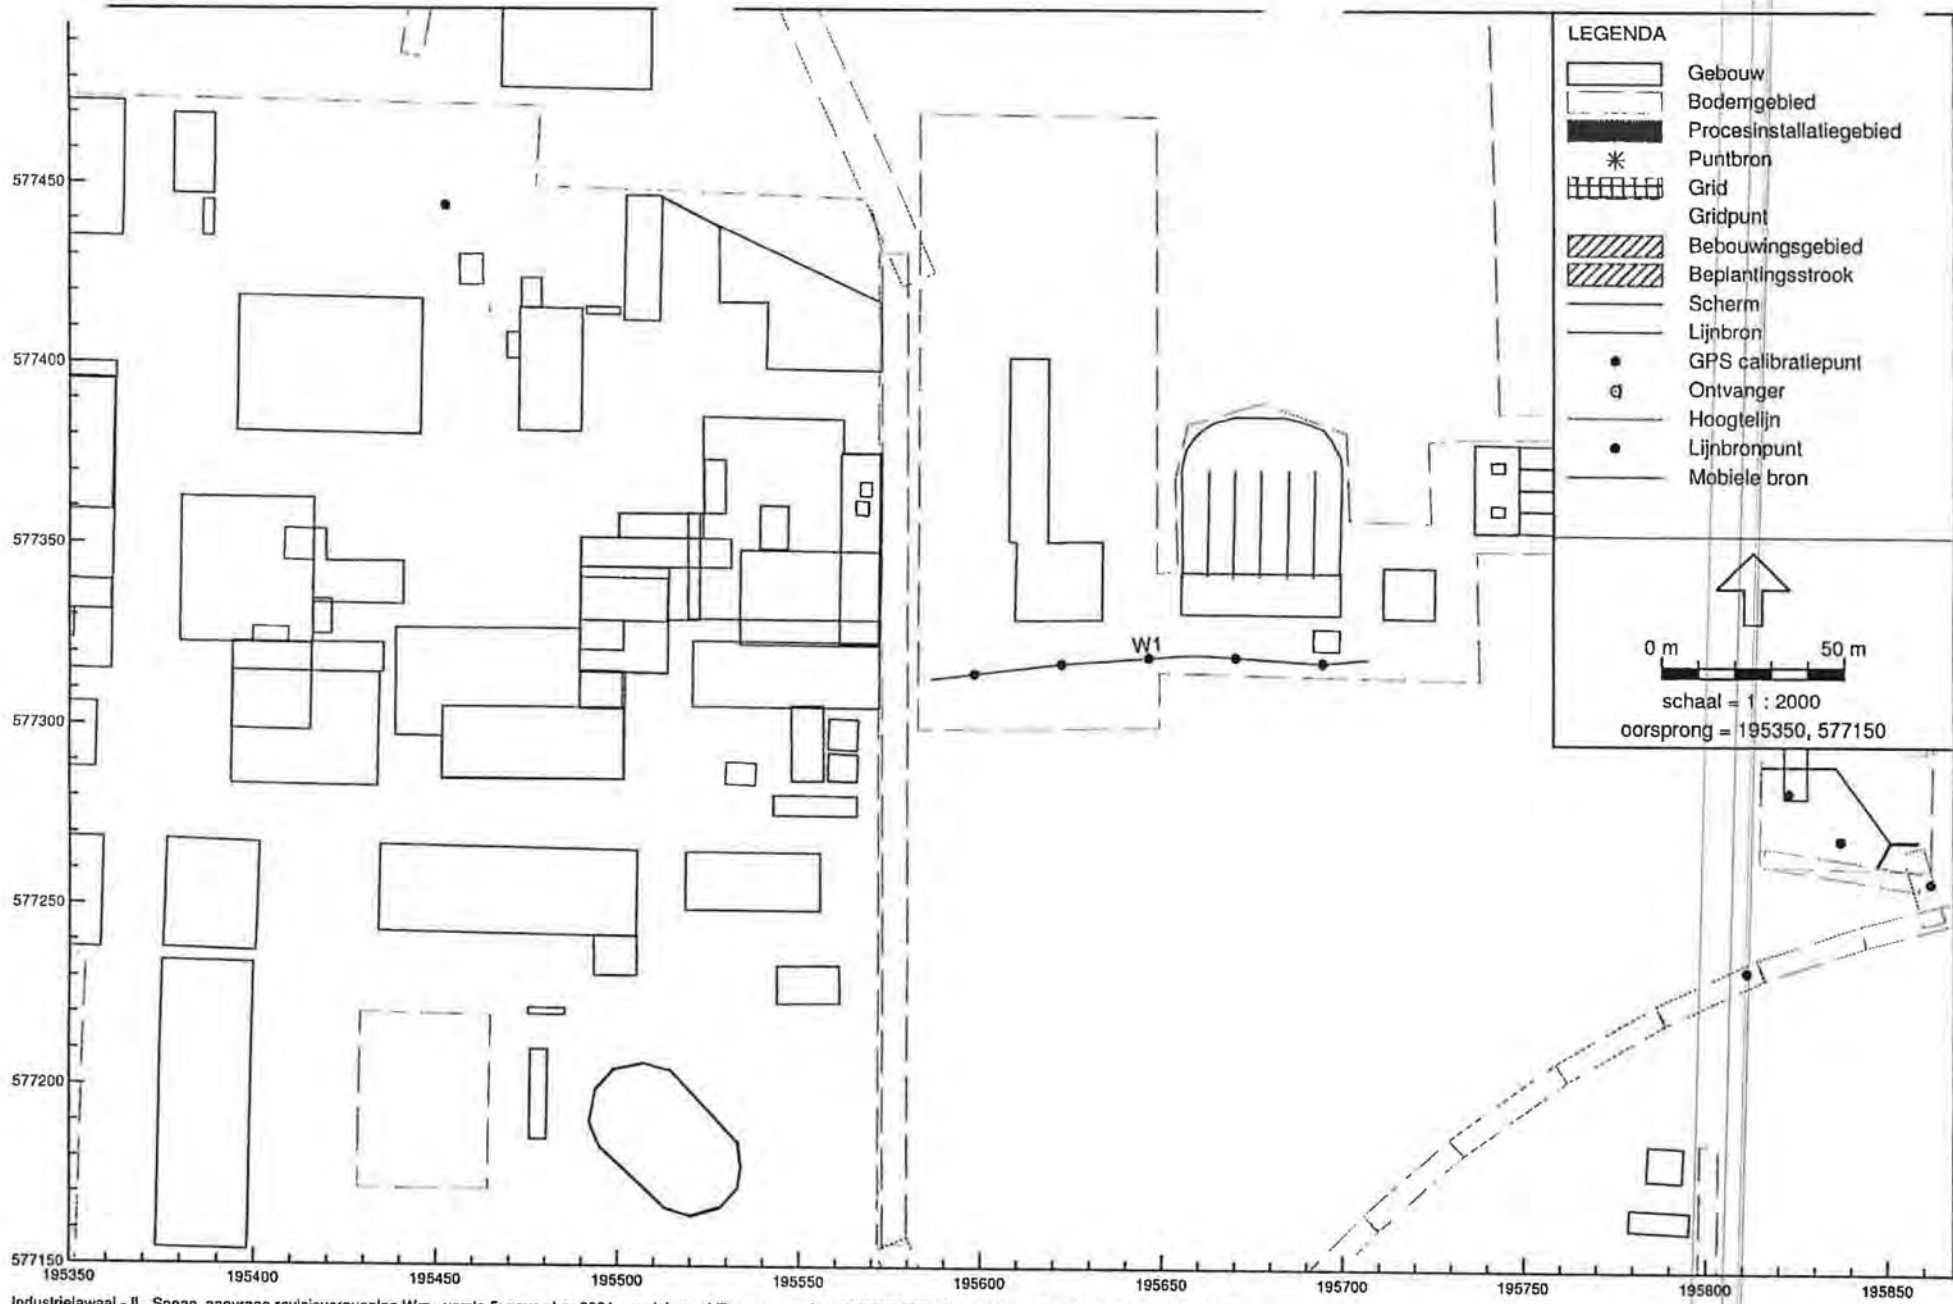 LEGENDA
Gebouw
Bodemgebied
Procesinstallatiegebied
Puntbron
Grid
Gridpunt
Bebouwingsgebied
Beplantingsstrook
Scherm
Lijnbron
GPS calibratiepunt
Ontvanger
Hoogtelijn
Lijnbronpunt
Mobiele bron
0 m 50 m
schaal = 1 : 2000
oorsprong = 195350, 577150
W1
577450
577400
577350
577300
577250
577200
577150
195350 195400 195450 195500 195550 195600 195650 195700 195750 195800 195850